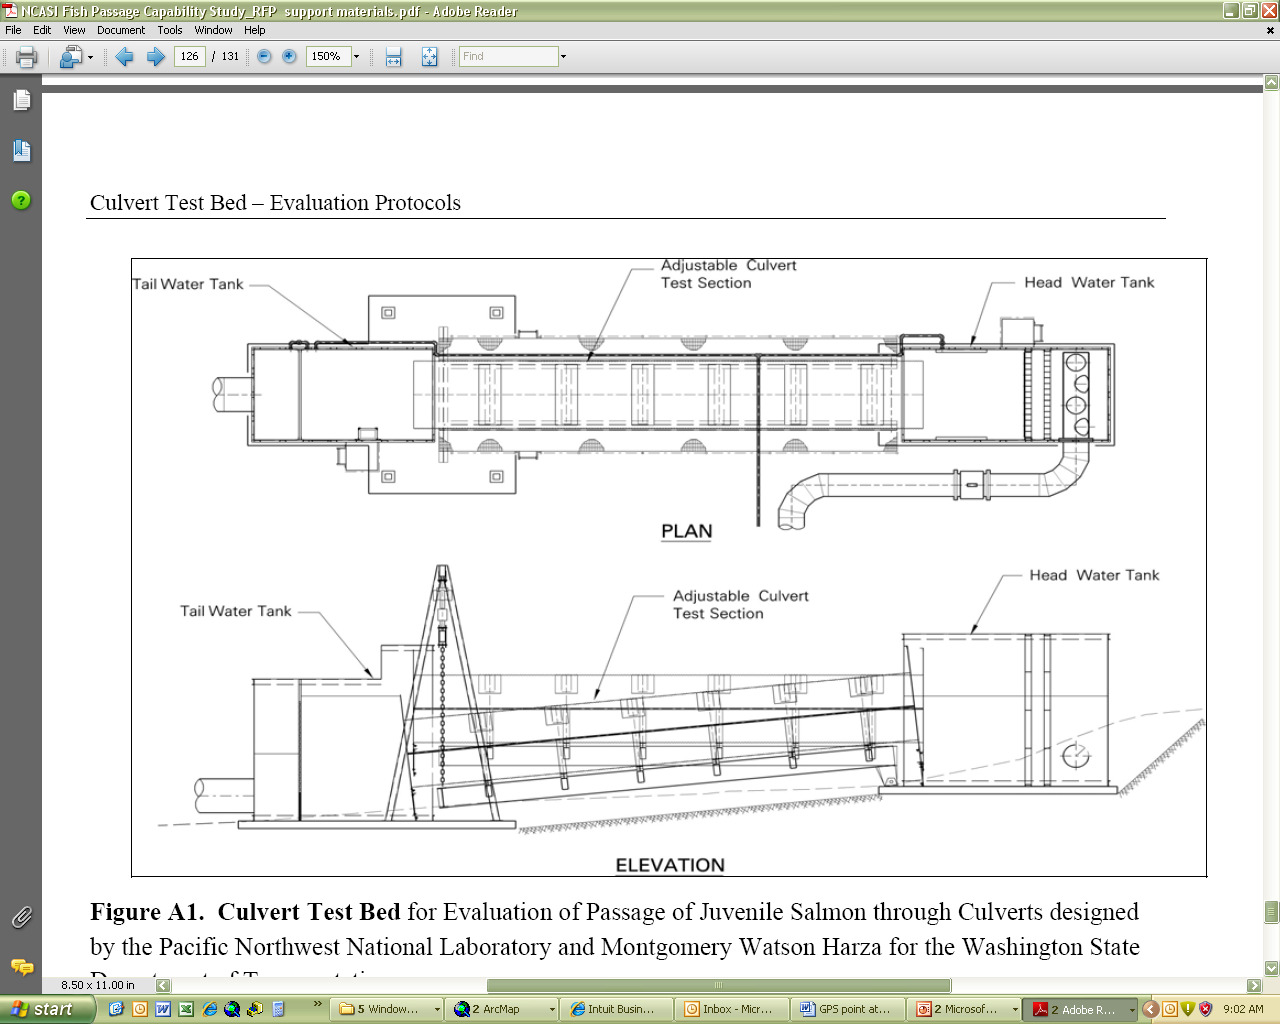 NCASI Fish Passage Capability Study_RFP support materials.pdf - Adobe Reader
File Edit View Document Tools Window Help
126 / 131 150% Find
Culvert Test Bed – Evaluation Protocols
Tail Water Tank
Adjustable Culvert
Test Section
Head Water Tank
PLAN
Tail Water Tank
Adjustable Culvert
Test Section
Head Water Tank
ELEVATION
Figure A1. Culvert Test Bed for Evaluation of Passage of Juvenile Salmon through Culverts designed
by the Pacific Northwest National Laboratory and Montgomery Watson Harza for the Washington State
8.50 x 11.00 in
start » 5 Window... 2 ArcMap Intuit Busin... Inbox - Micr... GPS point at... 2 Microsof... 2 Adobe R... 9:02 AM